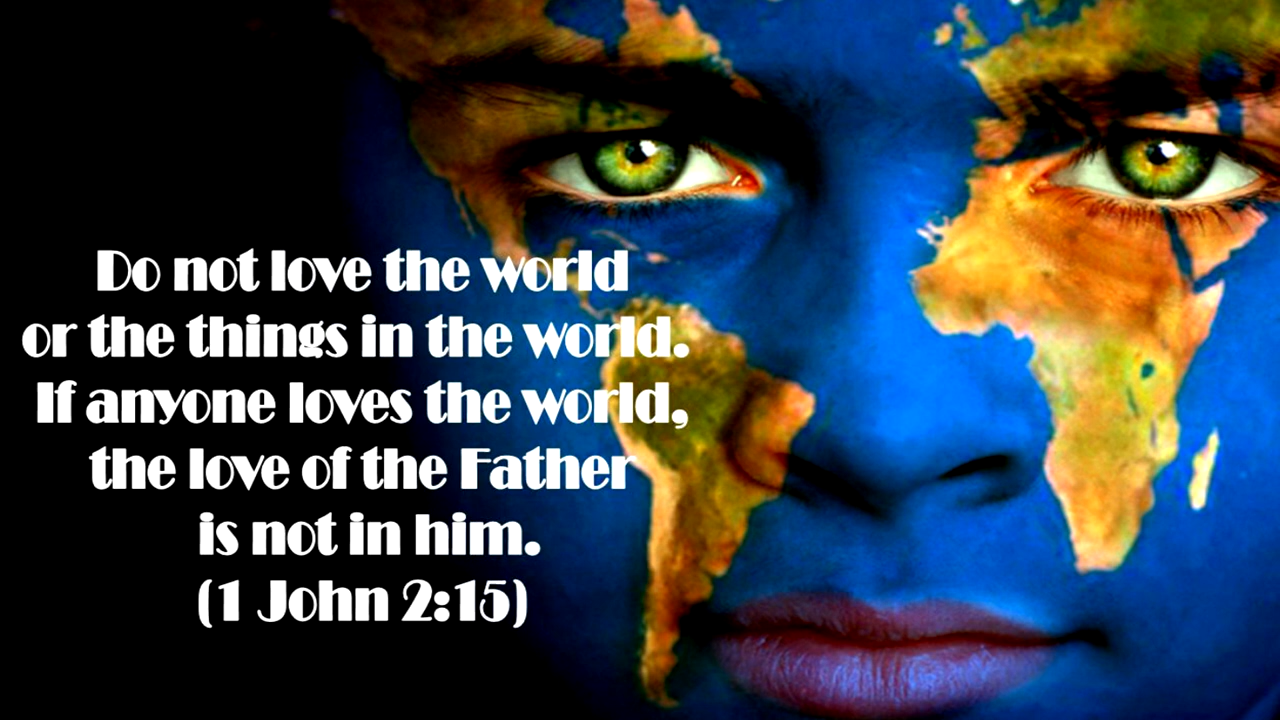 Do not love the world
or the things in the world.
If anyone loves the world,
the love of the Father
is not in him.
(1 John 2:15)